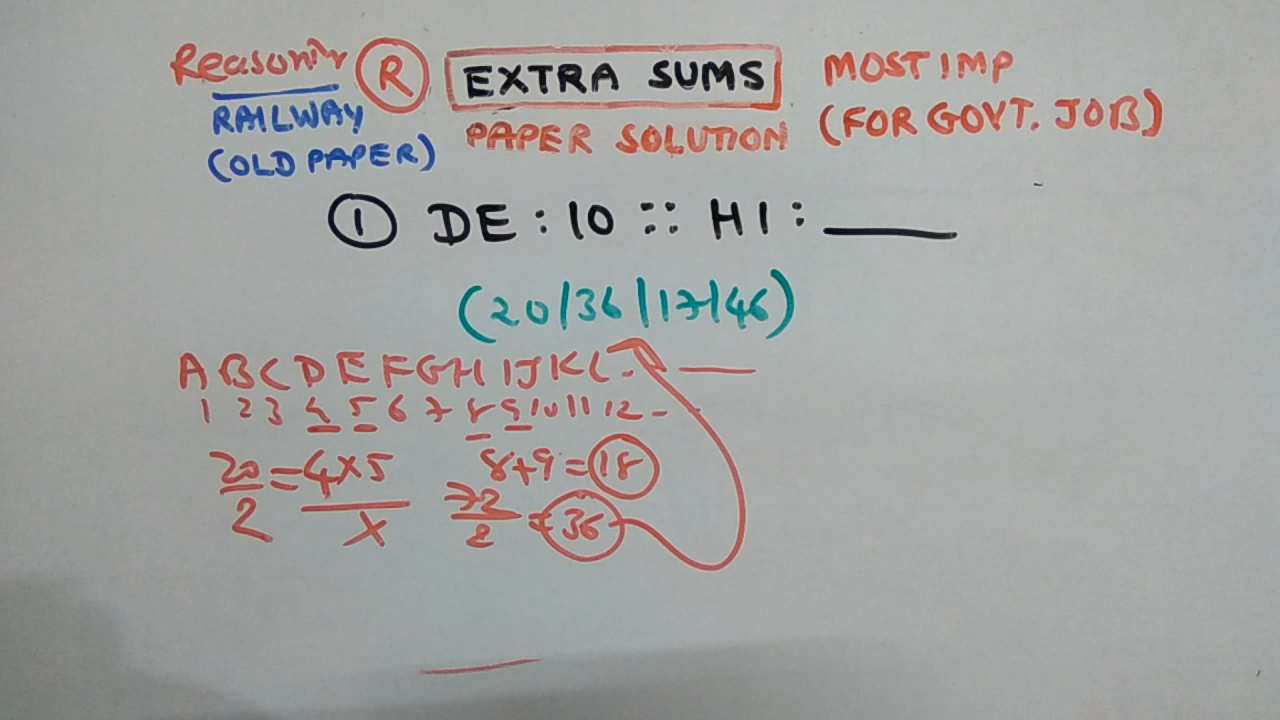 Reasonin R EXTRA SUMS MOST IMP
RAILWAY PAPER SOLUTION (FOR GOVT. JOB)
(OLD PAPER)
① DE : 10 :: HI : ____
(20/36/17/46)
A B C D E F G H I J K L - ——
1 2 3 4 5 6 7 8 9 10 11 12 - -
20/2 = 4×5/X 8+9 = 18
72/2 = 36